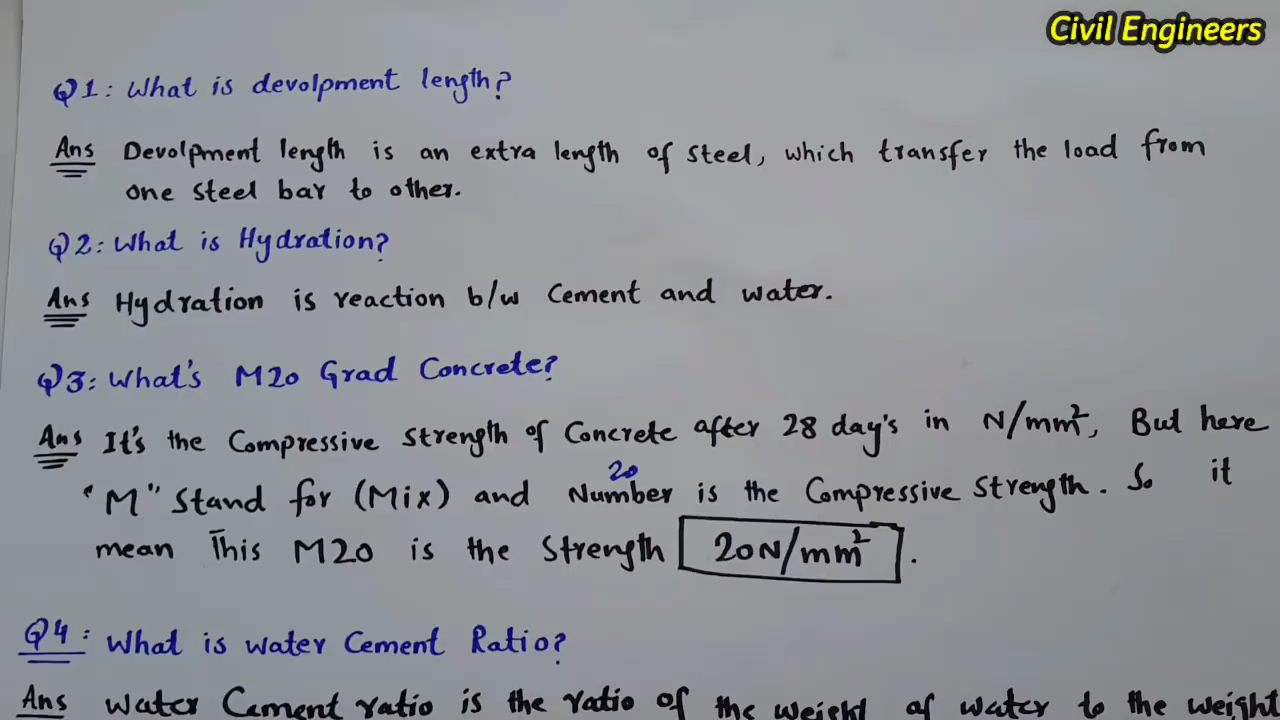 Civil Engineers
Q1: What is devolpment length?
Ans Devolpment length is an extra length of steel, which transfer the load from
one steel bar to other.
Q2: What is Hydration?
Ans Hydration is reaction b/w Cement and water.
Q3: What's M20 Grad Concrete?
Ans It's the Compressive Strength of Concrete after 28 day's in N/mm², But here
20
"M" Stand for (Mix) and Number is the Compressive Strength. So it
mean This M20 is the Strength 20N/mm².
Q4: What is water Cement Ratio?
Ans Water Cement ratio is the ratio of the weight of water to the weight